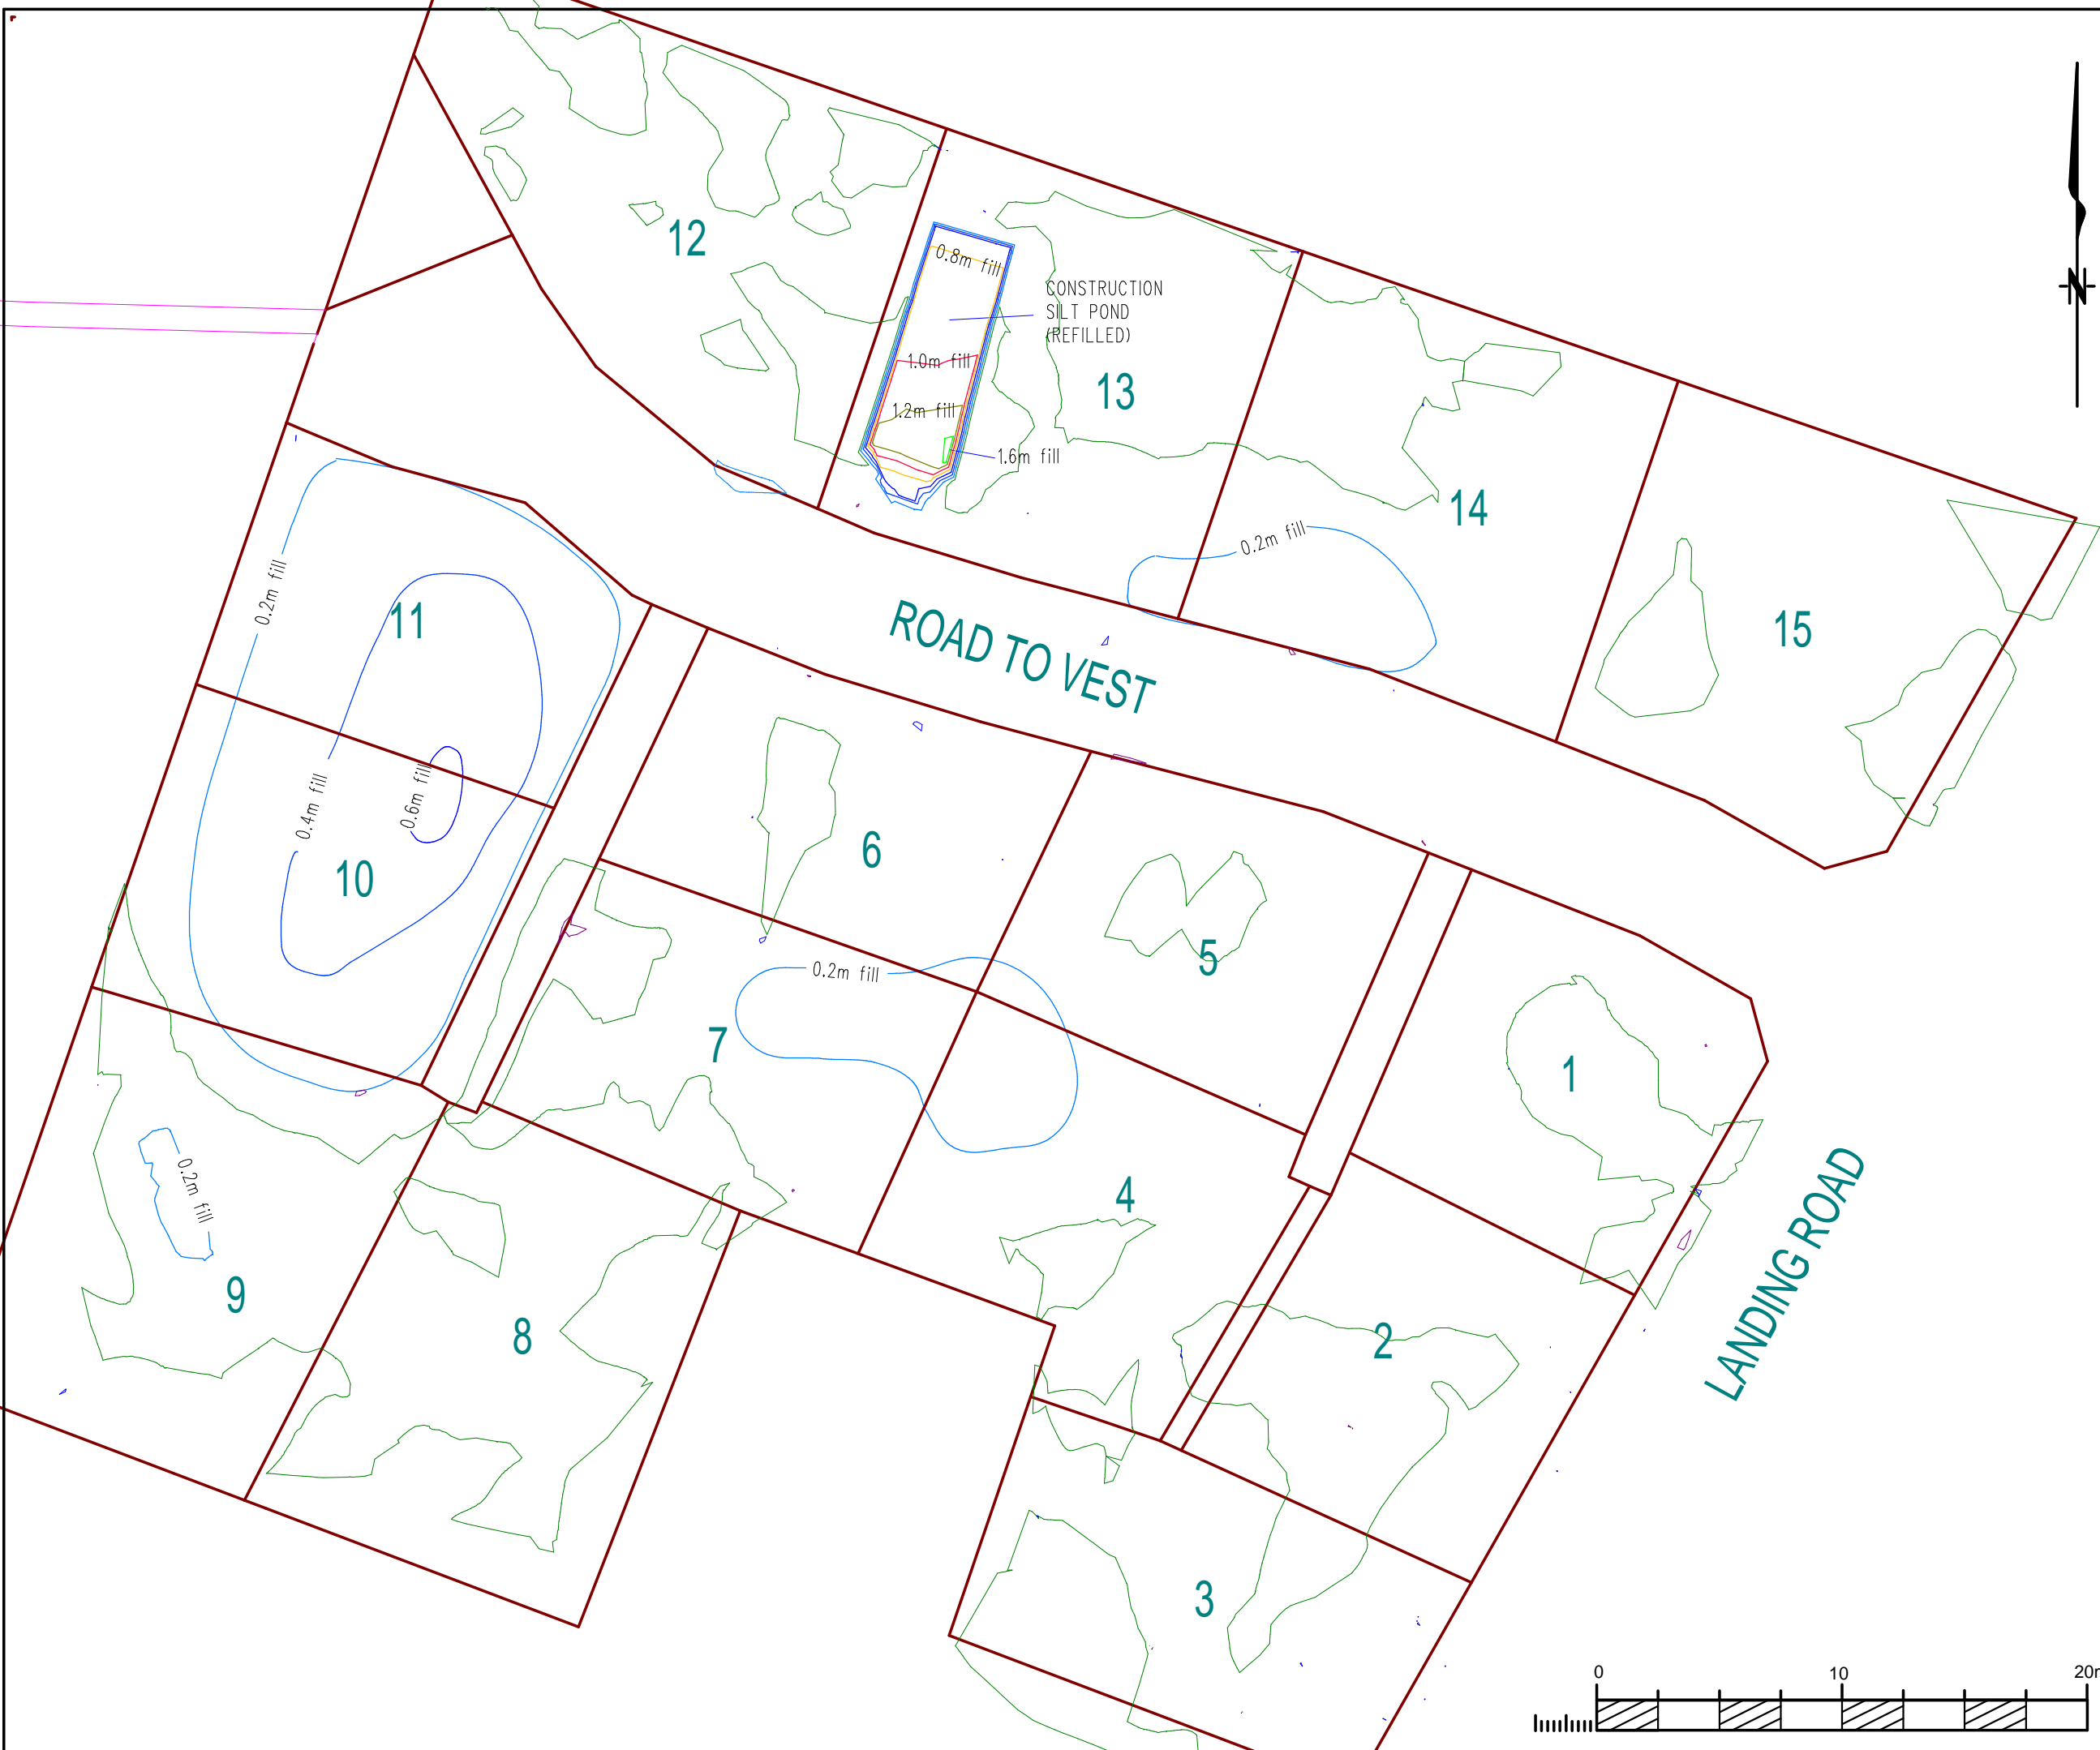 12
0.8m fill
CONSTRUCTION
SILT POND
(REFILLED)
N
1.0m fill
13
1.2m fill
1.6m fill
14
0.2m fill
0.2m fill
11
15
ROAD TO VEST
0.4m fill
0.6m fill
10
6
5
0.2m fill
7
1
0.2m fill
4
9
8
2
LANDING ROAD
3
0 10 20m